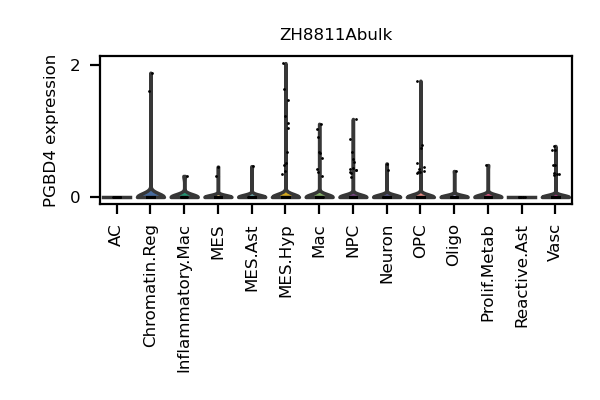 ZH8811Abulk
PGBD4 expression
2
0
AC
Chromatin.Reg
Inflammatory.Mac
MES
MES.Ast
MES.Hyp
Mac
NPC
Neuron
OPC
Oligo
Prolif.Metab
Reactive.Ast
Vasc